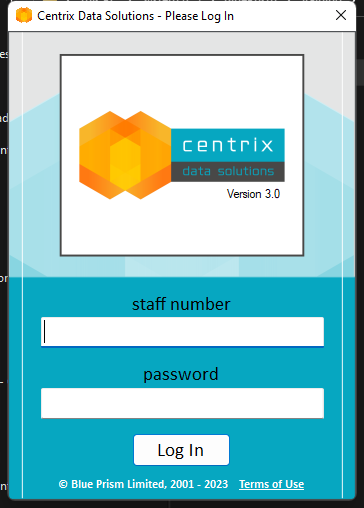 Centrix Data Solutions - Please Log In
centrix
data solutions
Version 3.0
staff number
password
Log In
© Blue Prism Limited, 2001 - 2023 Terms of Use